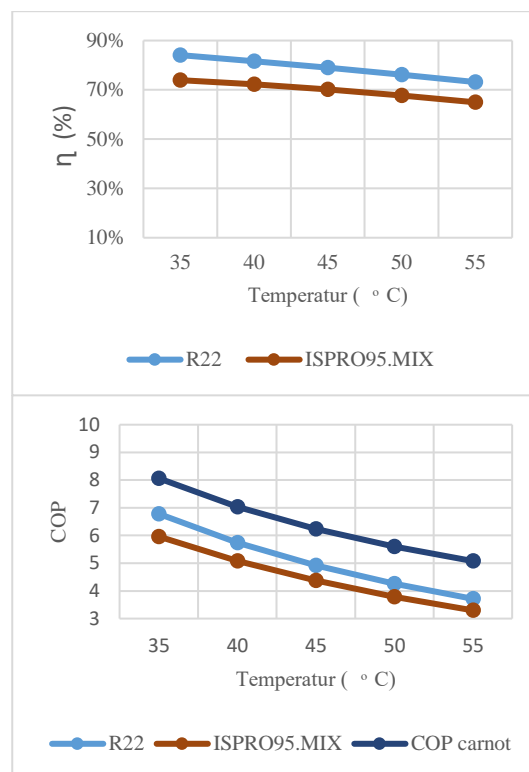 90%
70%
50%
30%
10%
η (%)
35 40 45 50 55
Temperatur ( ° C)
R22 ISPRO95.MIX
10
9
8
7
6
5
4
3
COP
35 40 45 50 55
Temperatur ( ° C)
R22 ISPRO95.MIX COP carnot